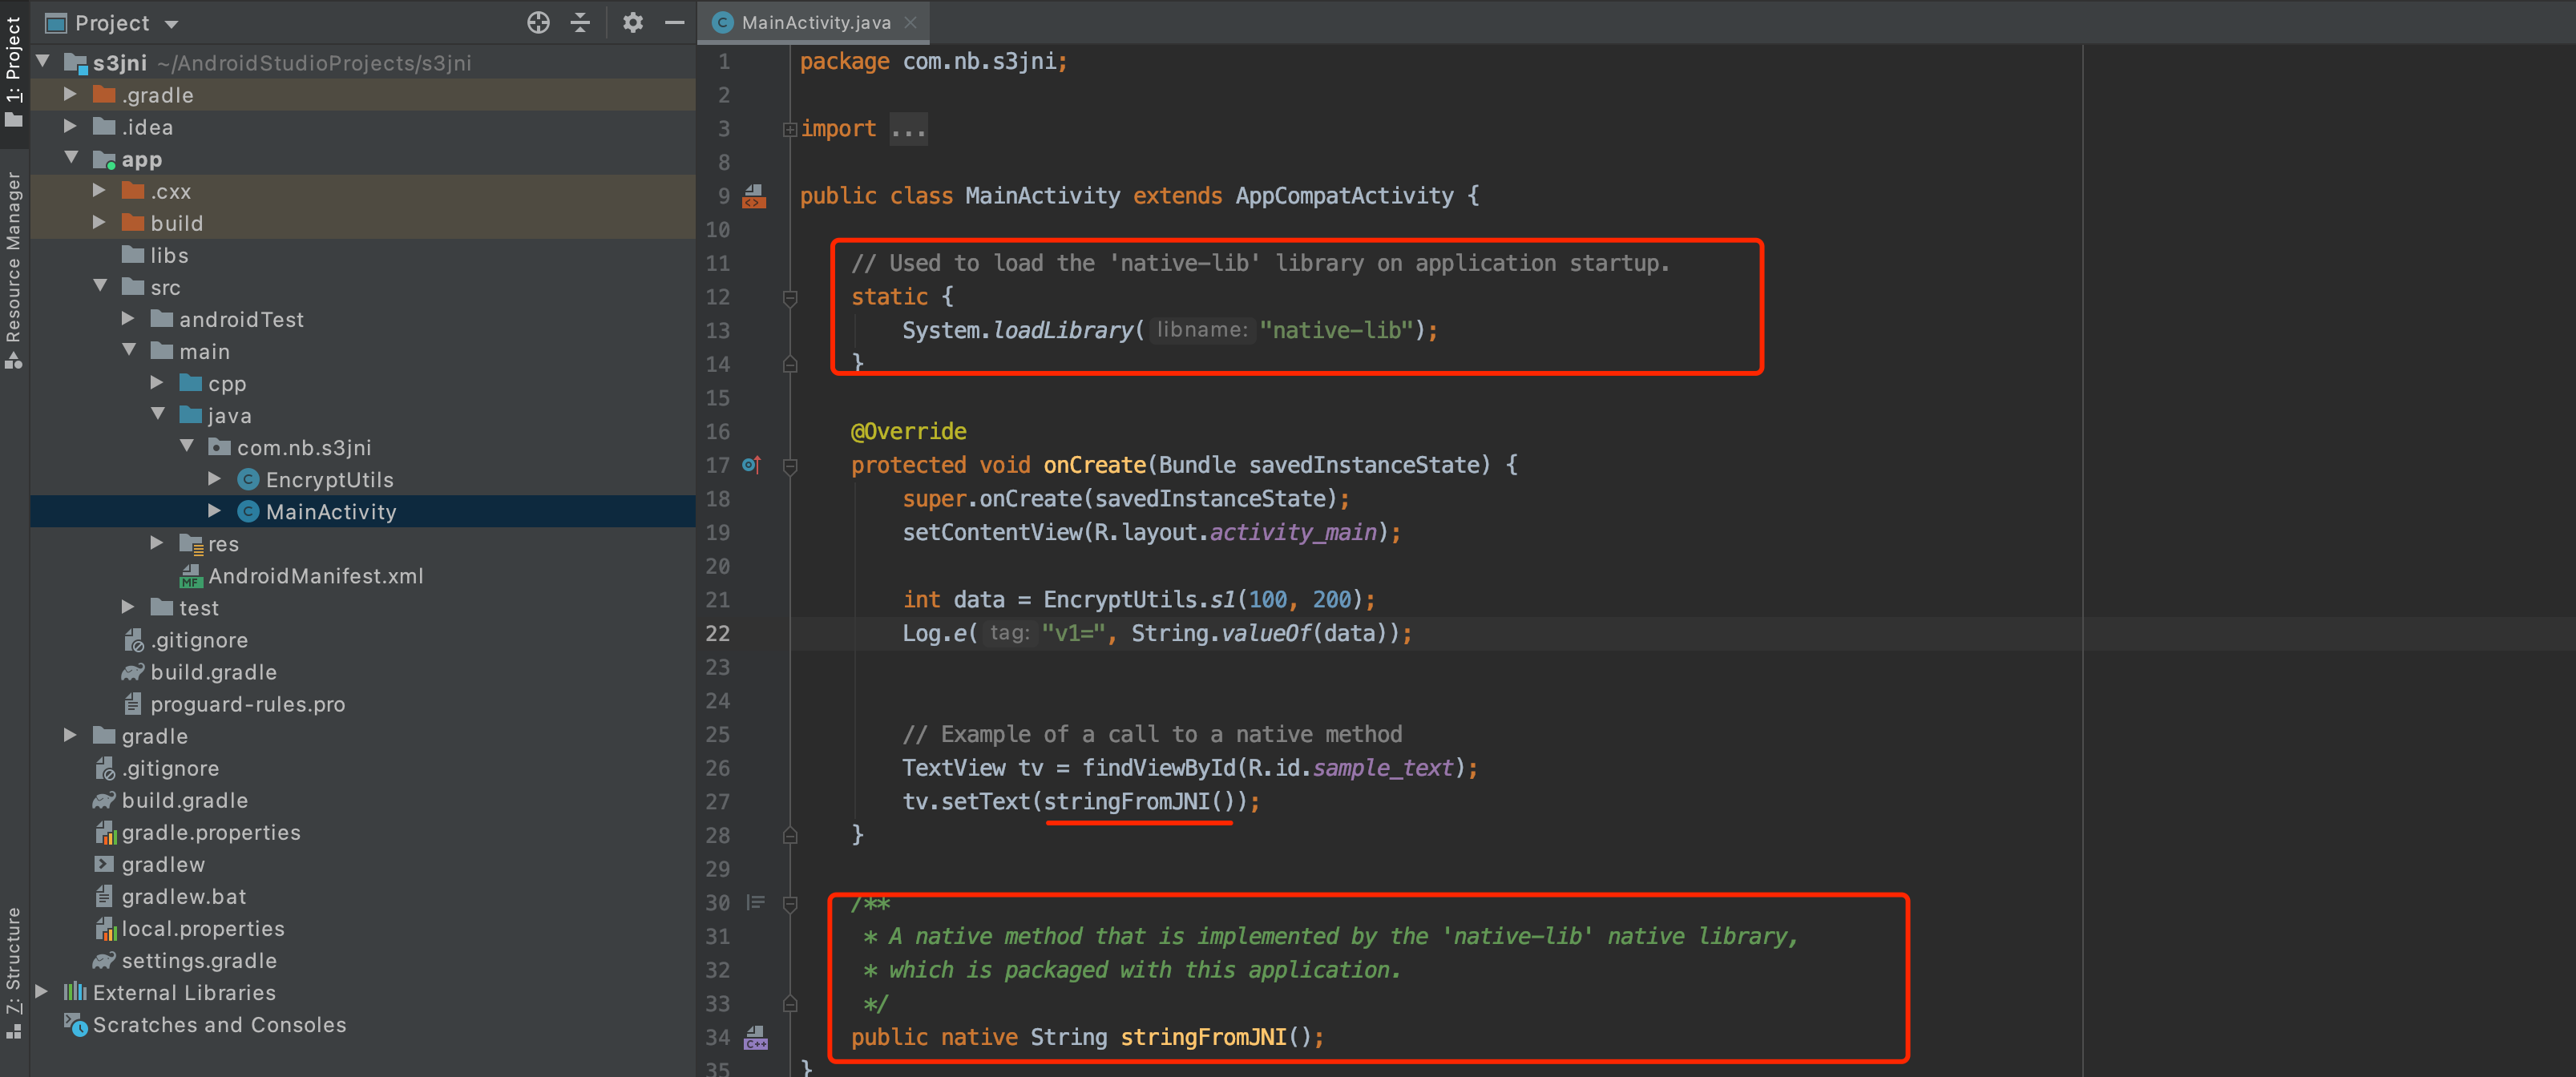 1: Project
Resource Manager
Z: Structure
Project
s3jni ~/AndroidStudioProjects/s3jni
.gradle
.idea
app
.cxx
build
libs
src
androidTest
main
cpp
java
com.nb.s3jni
C EncryptUtils
C MainActivity
res
MF AndroidManifest.xml
test
.gitignore
build.gradle
proguard-rules.pro
gradle
.gitignore
build.gradle
gradle.properties
gradlew
gradlew.bat
local.properties
settings.gradle
External Libraries
Scratches and Consoles
C MainActivity.java
1 package com.nb.s3jni;
2
3 import ...
8
9 public class MainActivity extends AppCompatActivity {
10
11 // Used to load the 'native-lib' library on application startup.
12 static {
13 System.loadLibrary( libname: "native-lib");
14 }
15
16 @Override
17 protected void onCreate(Bundle savedInstanceState) {
18 super.onCreate(savedInstanceState);
19 setContentView(R.layout.activity_main);
20
21 int data = EncryptUtils.s1(100, 200);
22 Log.e( tag: "v1=", String.valueOf(data));
23
24
25 // Example of a call to a native method
26 TextView tv = findViewById(R.id.sample_text);
27 tv.setText(stringFromJNI());
28 }
29
30 /**
31 * A native method that is implemented by the 'native-lib' native library,
32 * which is packaged with this application.
33 */
34 C++ public native String stringFromJNI();
35 }